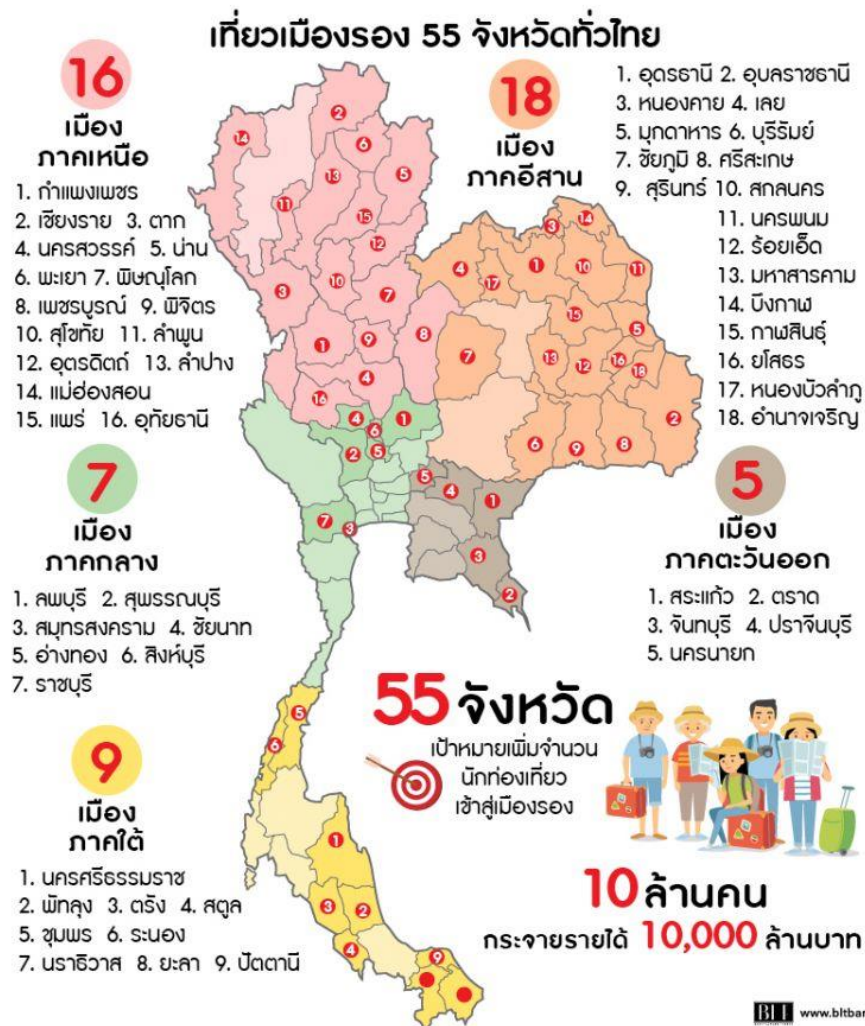 เที่ยวเมืองรอง 55 จังหวัดทั่วไทย
16
เมือง
ภาคเหนือ
1. กำแพงเพชร
2. เชียงราย 3. ตาก
4. นครสวรรค์ 5. น่าน
6. พะเยา 7. พิษณุโลก
8. เพชรบูรณ์ 9. พิจิตร
10. สุโขทัย 11. ลำพูน
12. อุตรดิตถ์ 13. ลำปาง
14. แม่ฮ่องสอน
15. แพร่ 16. อุทัยธานี
18
เมือง
ภาคอีสาน
1. อุดรธานี 2. อุบลราชธานี
3. หนองคาย 4. เลย
5. มุกดาหาร 6. บุรีรัมย์
7. ชัยภูมิ 8. ศรีสะเกษ
9. สุรินทร์ 10. สกลนคร
11. นครพนม
12. ร้อยเอ็ด
13. มหาสารคาม
14. บึงกาฬ
15. กาฬสินธุ์
16. ยโสธร
17. หนองบัวลำภู
18. อำนาจเจริญ
7
เมือง
ภาคกลาง
1. ลพบุรี 2. สุพรรณบุรี
3. สมุทรสงคราม 4. ชัยนาท
5. อ่างทอง 6. สิงห์บุรี
7. ราชบุรี
5
เมือง
ภาคตะวันออก
1. สระแก้ว 2. ตราด
3. จันทบุรี 4. ปราจีนบุรี
5. นครนายก
9
เมือง
ภาคใต้
1. นครศรีธรรมราช
2. พัทลุง 3. ตรัง 4. สตูล
5. ชุมพร 6. ระนอง
7. นราธิวาส 8. ยะลา 9. ปัตตานี
55 จังหวัด
เป้าหมายเพิ่มจำนวน
นักท่องเที่ยว
เข้าสู่เมืองรอง
10 ล้านคน
กระจายรายได้ 10,000 ล้านบาท
BLT www.bltba